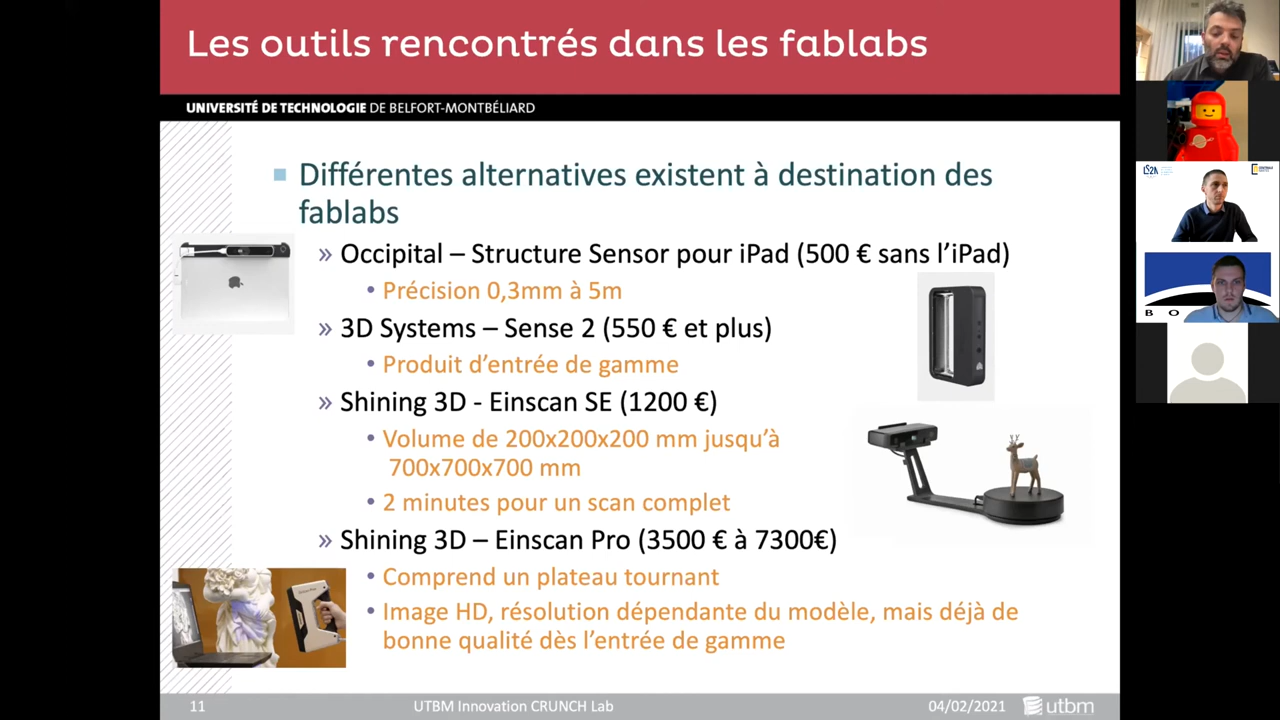 Les outils rencontrés dans les fablabs
UNIVERSITÉ DE TECHNOLOGIE DE BELFORT-MONTBÉLIARD
Différentes alternatives existent à destination des
fablabs
» Occipital – Structure Sensor pour iPad (500 € sans l’iPad)
• Précision 0,3mm à 5m
» 3D Systems – Sense 2 (550 € et plus)
• Produit d’entrée de gamme
» Shining 3D - Einscan SE (1200 €)
• Volume de 200x200x200 mm jusqu’à
700x700x700 mm
• 2 minutes pour un scan complet
» Shining 3D – Einscan Pro (3500 € à 7300€)
• Comprend un plateau tournant
• Image HD, résolution dépendante du modèle, mais déjà de
bonne qualité dès l’entrée de gamme
11
UTBM Innovation CRUNCH Lab
04/02/2021
utbm
LS2N
B O